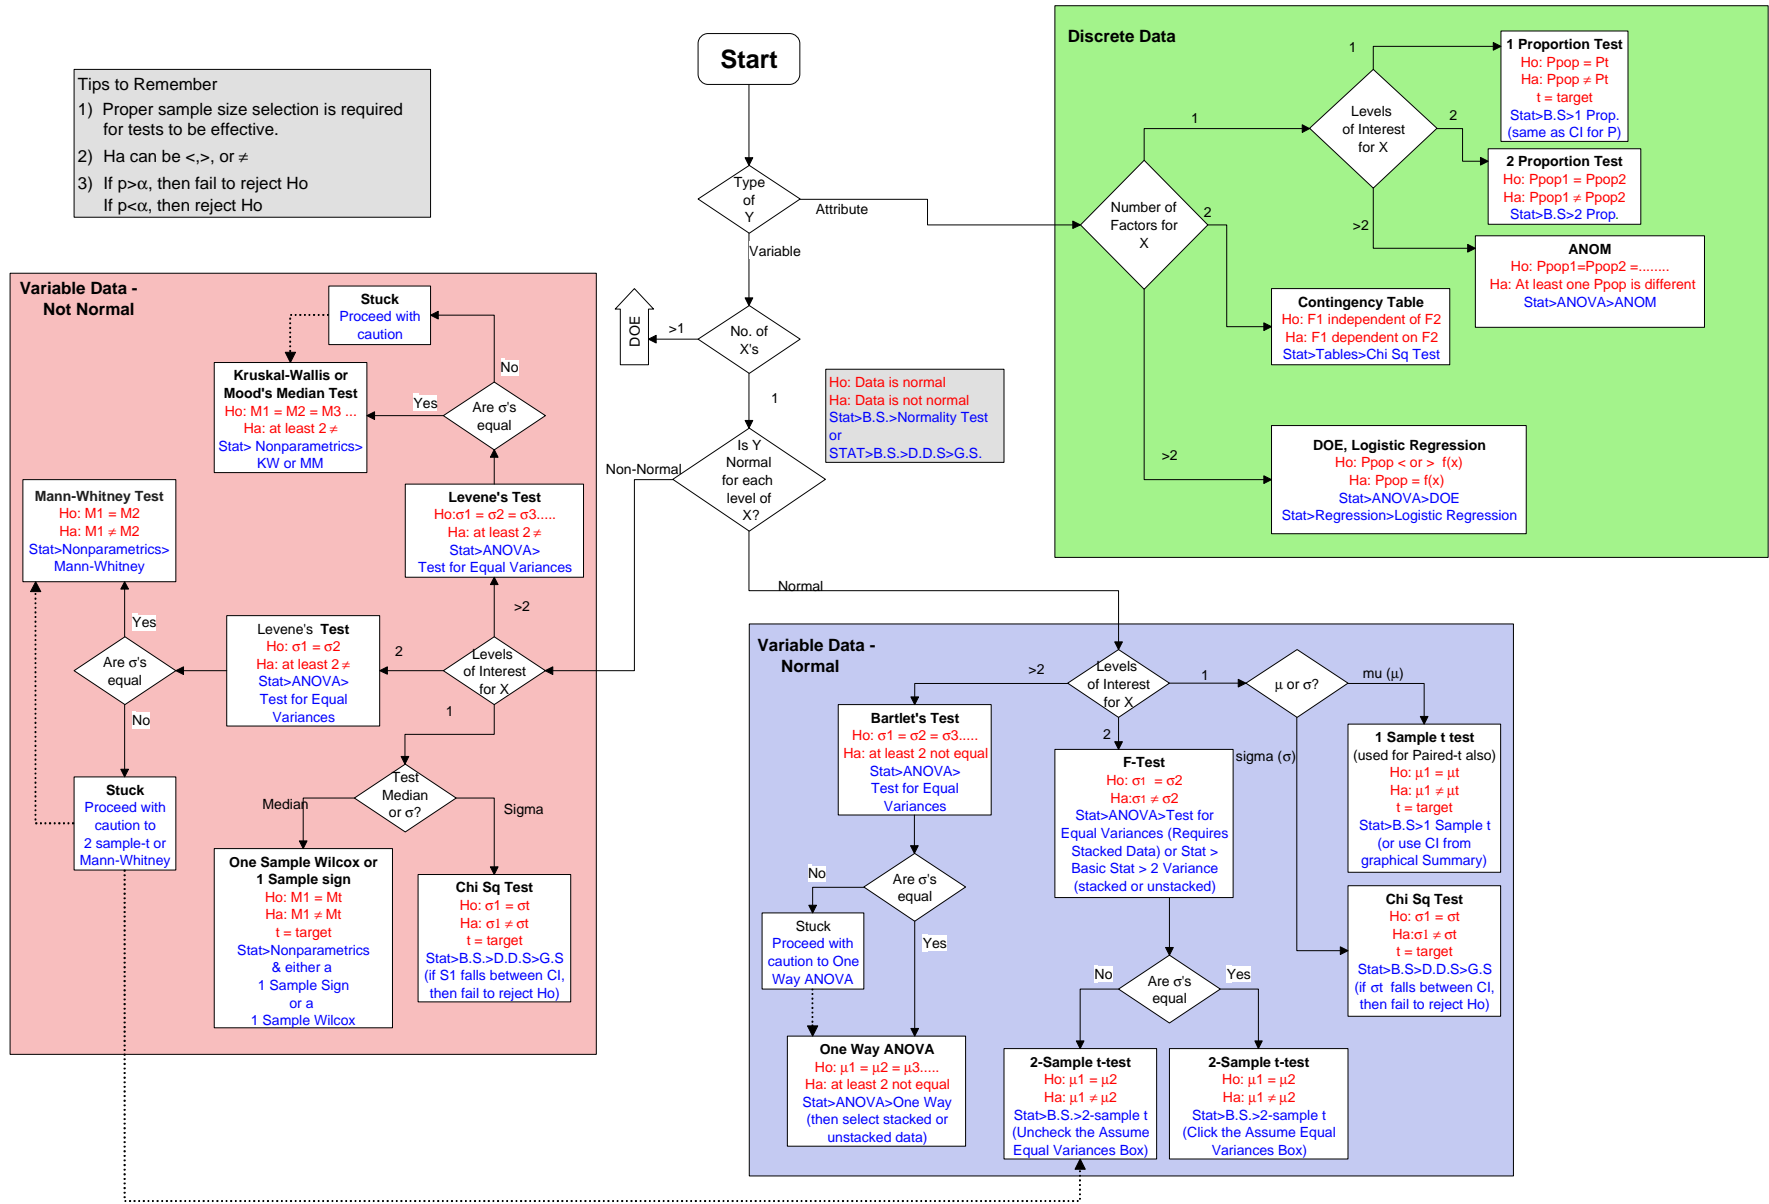 Start
Tips to Remember
1) Proper sample size selection is required
for tests to be effective.
2) Ha can be <,>, or ≠
3) If p>α, then fail to reject Ho
If p<α, then reject Ho
Type
of
Y
Attribute
Variable
No. of
X's
>1
DOE
1
Ho: Data is normal
Ha: Data is not normal
Stat>B.S.>Normality Test
or
STAT>B.S.>D.D.S>G.S.
Is Y
Normal
for each
level of
X?
Non-Normal
Normal
Discrete Data
Number of
Factors for
X
1
2
>2
Levels
of Interest
for X
1
2
>2
1 Proportion Test
Ho: Ppop = Pt
Ha: Ppop ≠ Pt
t = target
Stat>B.S>1 Prop.
(same as CI for P)
2 Proportion Test
Ho: Ppop1 = Ppop2
Ha: Ppop1 ≠ Ppop2
Stat>B.S>2 Prop.
ANOM
Ho: Ppop1=Ppop2 =........
Ha: At least one Ppop is different
Stat>ANOVA>ANOM
Contingency Table
Ho: F1 independent of F2
Ha: F1 dependent on F2
Stat>Tables>Chi Sq Test
DOE, Logistic Regression
Ho: Ppop < or > f(x)
Ha: Ppop = f(x)
Stat>ANOVA>DOE
Stat>Regression>Logistic Regression
Variable Data -
Not Normal
Stuck
Proceed with
caution
No
Kruskal-Wallis or
Mood's Median Test
Ho: M1 = M2 = M3 ...
Ha: at least 2 ≠
Stat> Nonparametrics>
KW or MM
Yes
Are σ's
equal
Levene's Test
Ho:σ1 = σ2 = σ3.....
Ha: at least 2 ≠
Stat>ANOVA>
Test for Equal Variances
Mann-Whitney Test
Ho: M1 = M2
Ha: M1 ≠ M2
Stat>Nonparametrics>
Mann-Whitney
>2
Yes
Are σ's
equal
No
Levene's Test
Ho: σ1 = σ2
Ha: at least 2 ≠
Stat>ANOVA>
Test for Equal
Variances
2
Levels
of Interest
for X
1
Stuck
Proceed with
caution to
2 sample-t or
Mann-Whitney
Test
Median
or σ?
Median
Sigma
One Sample Wilcox or
1 Sample sign
Ho: M1 = Mt
Ha: M1 ≠ Mt
t = target
Stat>Nonparametrics
& either a
1 Sample Sign
or a
1 Sample Wilcox
Chi Sq Test
Ho: σ1 = σt
Ha: σ1 ≠ σt
t = target
Stat>B.S.>D.D.S>G.S
(if S1 falls between CI,
then fail to reject Ho)
Variable Data -
Normal
>2
Levels
of Interest
for X
1
2
μ or σ?
mu (μ)
sigma (σ)
Bartlet's Test
Ho: σ1 = σ2 = σ3.....
Ha: at least 2 not equal
Stat>ANOVA>
Test for Equal
Variances
F-Test
Ho: σ1 = σ2
Ha:σ1 ≠ σ2
Stat>ANOVA>Test for
Equal Variances (Requires
Stacked Data) or Stat >
Basic Stat > 2 Variance
(stacked or unstacked)
1 Sample t test
(used for Paired-t also)
Ho: μ1 = μt
Ha: μ1 ≠ μt
t = target
Stat>B.S>1 Sample t
(or use CI from
graphical Summary)
Chi Sq Test
Ho: σ1 = σt
Ha:σ1 ≠ σt
t = target
Stat>B.S>D.D.S>G.S
(if σt falls between CI,
then fail to reject Ho)
No
Are σ's
equal
Yes
Stuck
Proceed with
caution to One
Way ANOVA
No
Are σ's
equal
Yes
One Way ANOVA
Ho: μ1 = μ2 = μ3.....
Ha: at least 2 not equal
Stat>ANOVA>One Way
(then select stacked or
unstacked data)
2-Sample t-test
Ho: μ1 = μ2
Ha: μ1 ≠ μ2
Stat>B.S.>2-sample t
(Uncheck the Assume
Equal Variances Box)
2-Sample t-test
Ho: μ1 = μ2
Ha: μ1 ≠ μ2
Stat>B.S.>2-sample t
(Click the Assume Equal
Variances Box)